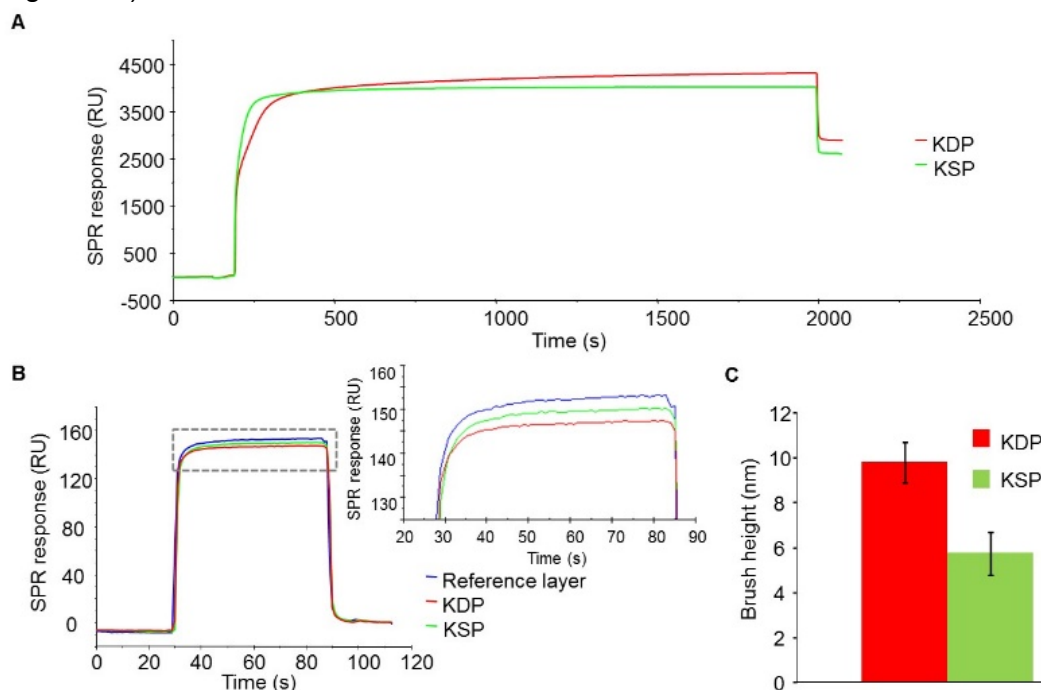 A
SPR response (RU)
4500
3500
2500
1500
500
-500
0
500
1000
1500
2000
2500
Time (s)
KDP
KSP
B
SPR response (RU)
160
120
80
40
0
0
20
40
60
80
100
120
Time (s)
SPR response (RU)
160
150
140
130
20
30
40
50
60
70
80
90
Time (s)
Reference layer
KDP
KSP
C
Brush height (nm)
12
10
8
6
4
2
0
KDP
KSP